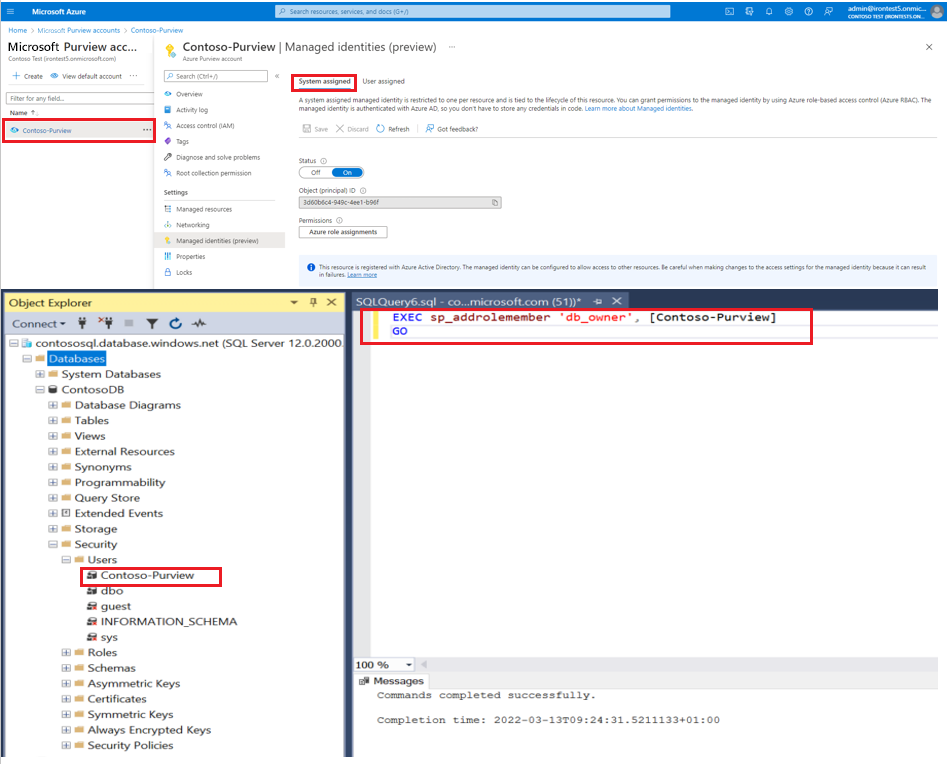 Microsoft Azure
Search resources, services, and docs (G+/)
admin@irontest5.onmic...
CONTOSO TEST (IRONTEST5.ON...
Home > Microsoft Purview accounts > Contoso-Purview
Microsoft Purview acc...
Contoso Test (irontest5.onmicrosoft.com)
+ Create View default account ...
Filter for any field...
Name ↑↓
Contoso-Purview ...
Contoso-Purview | Managed identities (preview) ...
Azure Purview account
Search (Ctrl+/)
«
Overview
Activity log
Access control (IAM)
Tags
Diagnose and solve problems
Root collection permission
Settings
Managed resources
Networking
Managed identities (preview)
Properties
Locks
System assigned User assigned
A system assigned managed identity is restricted to one per resource and is tied to the lifecycle of this resource. You can grant permissions to the managed identity by using Azure role-based access control (Azure RBAC). The
managed identity is authenticated with Azure AD, so you don't have to store any credentials in code. Learn more about Managed identities.
Save Discard Refresh Got feedback?
Status
Off On
Object (principal) ID
3d60b6c4-949c-4ee1-b96f
Permissions
Azure role assignments
This resource is registered with Azure Active Directory. The managed identity can be configured to allow access to other resources. Be careful when making changes to the access settings for the managed identity because it can result
in failures. Learn more
Object Explorer
Connect
contososql.database.windows.net (SQL Server 12.0.2000.
Databases
System Databases
ContosoDB
Database Diagrams
Tables
Views
External Resources
Synonyms
Programmability
Query Store
Extended Events
Storage
Security
Users
Contoso-Purview
dbo
guest
INFORMATION_SCHEMA
sys
Roles
Schemas
Asymmetric Keys
Certificates
Symmetric Keys
Always Encrypted Keys
Security Policies
SQLQuery6.sql - co...microsoft.com (51))*
EXEC sp_addrolemember 'db_owner', [Contoso-Purview]
GO
100 %
Messages
Commands completed successfully.
Completion time: 2022-03-13T09:24:31.5211133+01:00